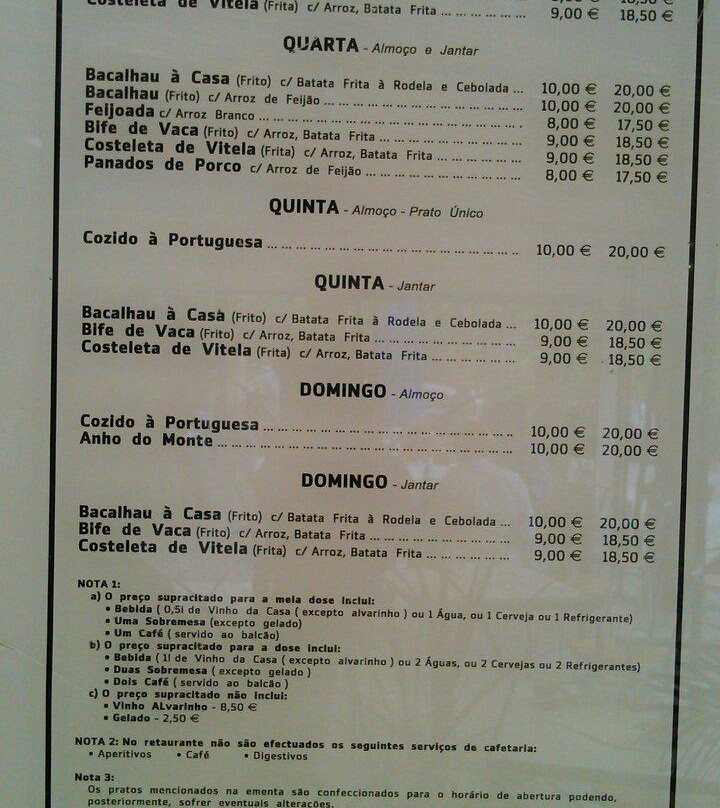 Costeleta de Vitela (Frita) c/ Arroz, Batata Frita ... 9,00 € 18,50 €
QUARTA - Almoço e Jantar
Bacalhau à Casa (Frito) c/ Batata Frita à Rodela e Cebolada ... 10,00 € 20,00 €
Bacalhau (Frito) c/ Arroz de Feijão ... 10,00 € 20,00 €
Feijoada c/ Arroz Branco ... 8,00 € 17,50 €
Bife de Vaca (Frito) c/ Arroz, Batata Frita ... 9,00 € 18,50 €
Costeleta de Vitela (Frita) c/ Arroz, Batata Frita ... 9,00 € 18,50 €
Panados de Porco c/ Arroz de Feijão ... 8,00 € 17,50 €
QUINTA - Almoço - Prato Único
Cozido à Portuguesa ... 10,00 € 20,00 €
QUINTA - Jantar
Bacalhau à Casa (Frito) c/ Batata Frita à Rodela e Cebolada ... 10,00 € 20,00 €
Bife de Vaca (Frito) c/ Arroz, Batata Frita ... 9,00 € 18,50 €
Costeleta de Vitela (Frita) c/ Arroz, Batata Frita ... 9,00 € 18,50 €
DOMINGO - Almoço
Cozido à Portuguesa ... 10,00 € 20,00 €
Anho do Monte ... 10,00 € 20,00 €
DOMINGO - Jantar
Bacalhau à Casa (Frito) c/ Batata Frita à Rodela e Cebolada ... 10,00 € 20,00 €
Bife de Vaca (Frito) c/ Arroz, Batata Frita ... 9,00 € 18,50 €
Costeleta de Vitela (Frita) c/ Arroz, Batata Frita ... 9,00 € 18,50 €
NOTA 1:
a) O preço supracitado para a meia dose inclui:
• Bebida ( 0,5l de Vinho da Casa ( excepto alvarinho ) ou 1 Água, ou 1 Cerveja ou 1 Refrigerante)
• Uma Sobremesa (excepto gelado)
• Um Café ( servido ao balcão)
b) O preço supracitado para a dose inclui:
• Bebida ( 1l de Vinho da Casa ( excepto alvarinho ) ou 2 Águas, ou 2 Cervejas ou 2 Refrigerantes)
• Duas Sobremesa ( excepto gelado )
• Dois Café ( servido ao balcão )
c) O preço supracitado não inclui:
• Vinho ALvarinho - 8,50 €
• Gelado - 2,50 €
NOTA 2: No retaurante não são efectuados os seguintes serviços de cafetaria:
• Aperitivos • Café • Digestivos
Nota 3:
Os pratos mencionados na ementa são confeccionados para o horário de abertura podendo,
posteriormente, sofrer eventuais alterações.